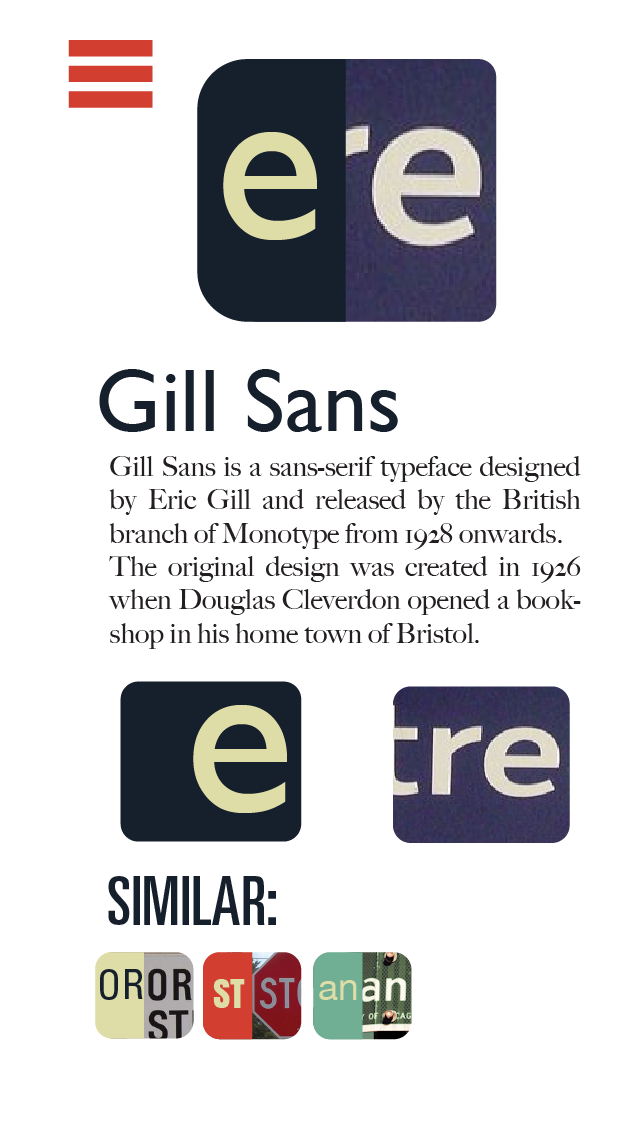 e re
Gill Sans
Gill Sans is a sans-serif typeface designed
by Eric Gill and released by the British
branch of Monotype from 1928 onwards.
The original design was created in 1926
when Douglas Cleverdon opened a book-
shop in his home town of Bristol.
e tre
SIMILAR:
OR OR ST ST an an
ST